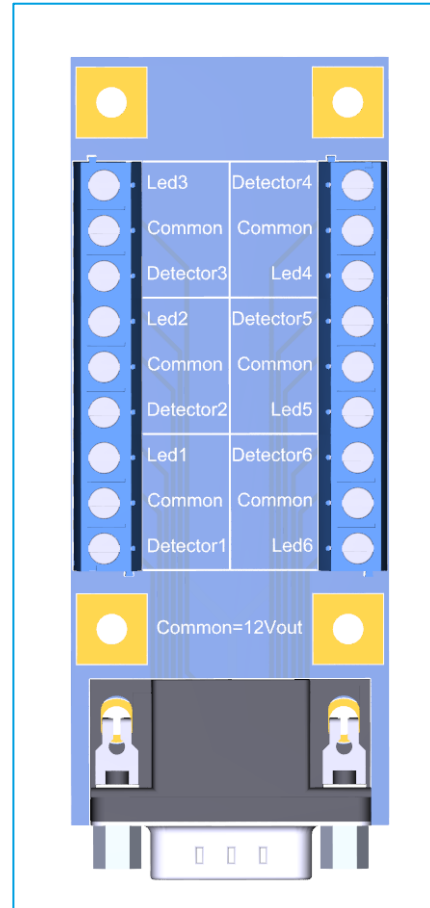 Led3 Detector4
Common Common
Detector3 Led4
Led2 Detector5
Common Common
Detector2 Led5
Led1 Detector6
Common Common
Detector1 Led6
Common=12Vout